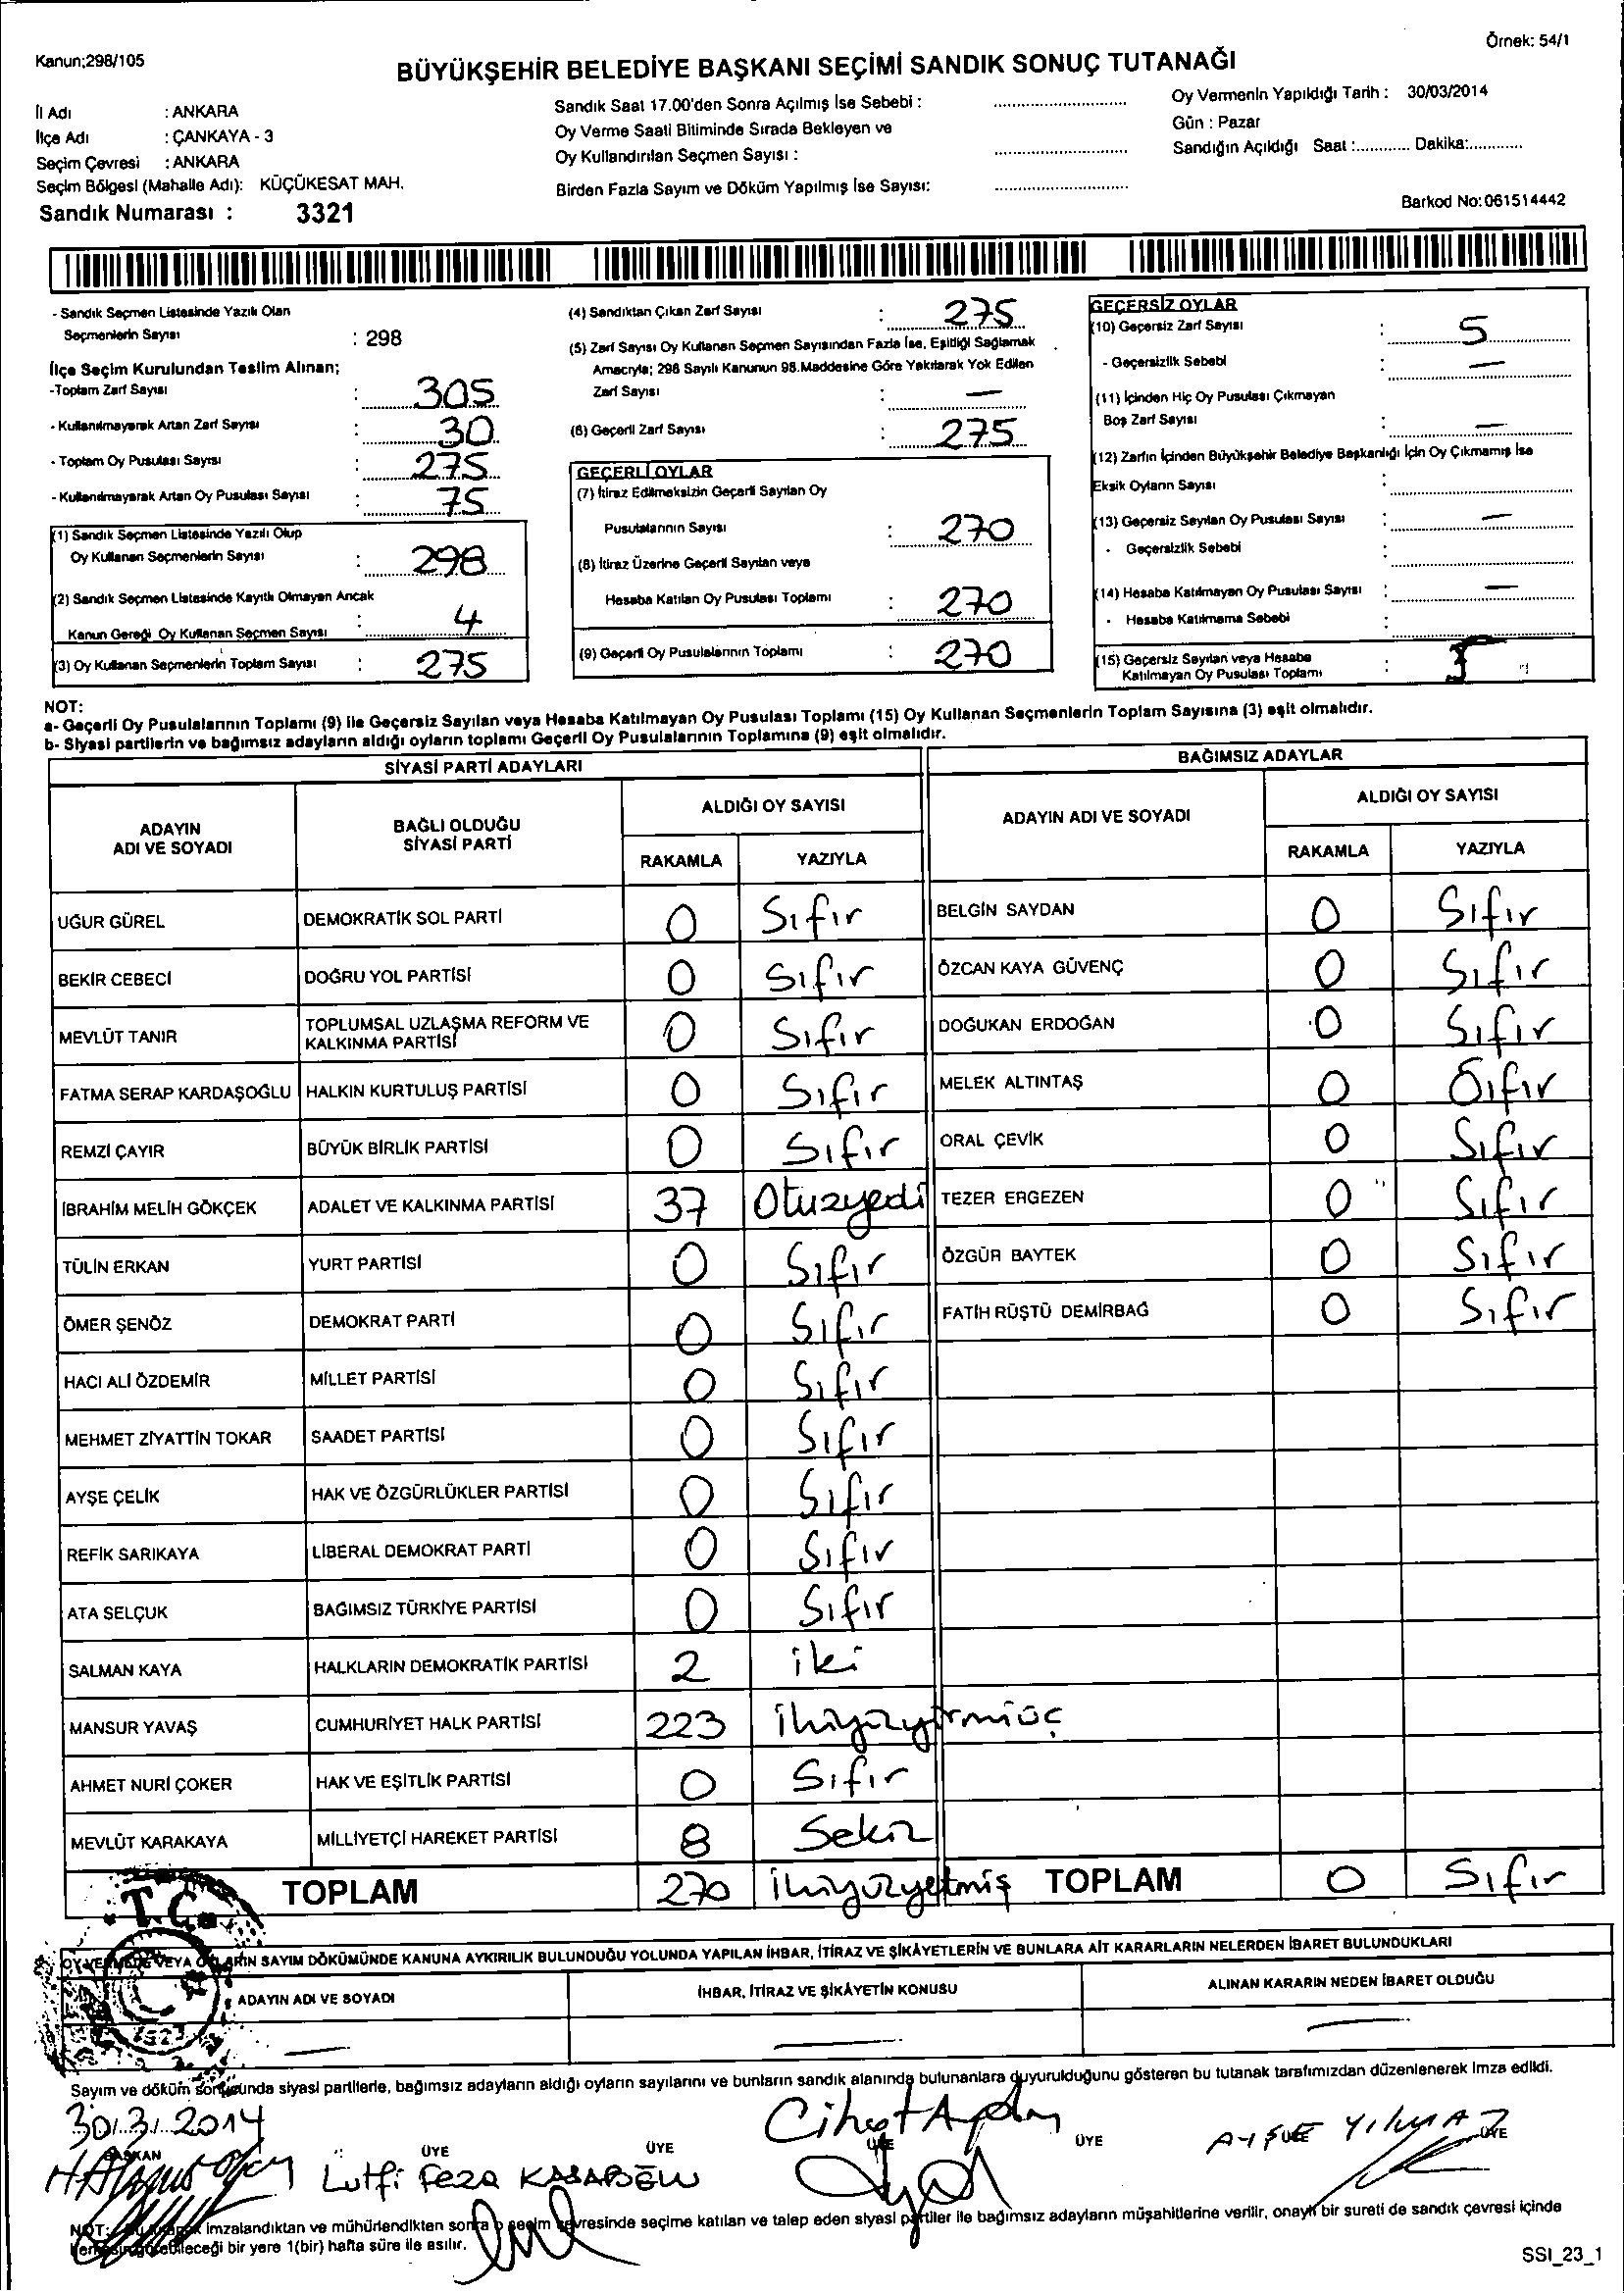 Kanun;298/105
Örnek: 54/1
BÜYÜKŞEHİR BELEDİYE BAŞKANI SEÇİMİ SANDIK SONUÇ TUTANAĞI
İl Adı : ANKARA
İlçe Adı : ÇANKAYA - 3
Seçim Çevresi : ANKARA
Seçim Bölgesi (Mahalle Adı): KÜÇÜKESAT MAH.
Sandık Numarası : 3321
Sandık Saat 17.00'den Sonra Açılmış İse Sebebi :
Oy Verme Saati Bitiminde Sırada Bekleyen ve
Oy Kullandırılan Seçmen Sayısı :
Birden Fazla Sayım ve Döküm Yapılmış İse Sayısı:
Oy Vermenin Yapıldığı Tarih : 30/03/2014
Gün : Pazar
Sandığın Açıldığı Saat :............ Dakika:............
Barkod No:061514442
- Sandık Seçmen Listesinde Yazılı Olan
Seçmenlerin Sayısı : 298
İlçe Seçim Kurulundan Teslim Alınan;
-Toplam Zarf Sayısı : 305
- Kullanılmayarak Artan Zarf Sayısı : 30
- Toplam Oy Pusulası Sayısı : 275
- Kullanılmayarak Artan Oy Pusulası Sayısı : 75
(1) Sandık Seçmen Listesinde Yazılı Olup
Oy Kullanan Seçmenlerin Sayısı : 298
(2) Sandık Seçmen Listesinde Kayıtlı Olmayan Ancak
Kanun Gereği Oy Kullanan Seçmen Sayısı : 4
(3) Oy Kullanan Seçmenlerin Toplam Sayısı : 275
(4) Sandıktan Çıkan Zarf Sayısı : 275
(5) Zarf Sayısı Oy Kullanan Seçmen Sayısından Fazla İse, Eşitliği Sağlamak
Amacıyla; 298 Sayılı Kanunun 98.Maddesine Göre Yakılarak Yok Edilen
Zarf Sayısı : —
(6) Geçerli Zarf Sayısı : 275
GEÇERLİ OYLAR
(7) İtiraz Edilmeksizin Geçerli Sayılan Oy
Pusulalarının Sayısı : 270
(8) İtiraz Üzerine Geçerli Sayılan veya
Hesaba Katılan Oy Pusulası Toplamı : 270
(9) Geçerli Oy Pusulalarının Toplamı : 270
GEÇERSİZ OYLAR
(10) Geçersiz Zarf Sayısı : 5
- Geçersizlik Sebebi : —
(11) İçinden Hiç Oy Pusulası Çıkmayan
Boş Zarf Sayısı : —
(12) Zarfın İçinden Büyükşehir Belediye Başkanlığı İçin Oy Çıkmamış İse
Eksik Oyların Sayısı :
(13) Geçersiz Sayılan Oy Pusulası Sayısı : —
- Geçersizlik Sebebi :
(14) Hesaba Katılmayan Oy Pusulası Sayısı : —
- Hesaba Katılmama Sebebi :
(15) Geçersiz Sayılan veya Hesaba
Katılmayan Oy Pusulası Toplamı : 5
NOT:
a- Geçerli Oy Pusulalarının Toplamı (9) ile Geçersiz Sayılan veya Hesaba Katılmayan Oy Pusulası Toplamı (15) Oy Kullanan Seçmenlerin Toplam Sayısına (3) eşit olmalıdır.
b- Siyasi partilerin ve bağımsız adayların aldığı oyların toplamı Geçerli Oy Pusulalarının Toplamına (9) eşit olmalıdır.
SİYASİ PARTİ ADAYLARI
BAĞIMSIZ ADAYLAR
ADAYIN ADI VE SOYADI
BAĞLI OLDUĞU SİYASİ PARTİ
ALDIĞI OY SAYISI
RAKAMLA YAZIYLA
ADAYIN ADI VE SOYADI
ALDIĞI OY SAYISI
RAKAMLA YAZIYLA
UĞUR GÜREL DEMOKRATİK SOL PARTİ 0 Sıfır BELGİN SAYDAN 0 Sıfır
BEKİR CEBECİ DOĞRU YOL PARTİSİ 0 Sıfır ÖZCAN KAYA GÜVENÇ 0 Sıfır
MEVLÜT TANIR TOPLUMSAL UZLAŞMA REFORM VE KALKINMA PARTİSİ 0 Sıfır DOĞUKAN ERDOĞAN 0 Sıfır
FATMA SERAP KARDAŞOĞLU HALKIN KURTULUŞ PARTİSİ 0 Sıfır MELEK ALTINTAŞ 0 Sıfır
REMZİ ÇAYIR BÜYÜK BİRLİK PARTİSİ 0 Sıfır ORAL ÇEVİK 0 Sıfır
İBRAHİM MELİH GÖKÇEK ADALET VE KALKINMA PARTİSİ 37 Otuzyedi TEZER ERGEZEN 0 Sıfır
TÜLİN ERKAN YURT PARTİSİ 0 Sıfır ÖZGÜR BAYTEK 0 Sıfır
ÖMER ŞENÖZ DEMOKRAT PARTİ 0 Sıfır FATİH RÜŞTÜ DEMİRBAĞ 0 Sıfır
HACI ALİ ÖZDEMİR MİLLET PARTİSİ 0 Sıfır
MEHMET ZİYATTİN TOKAR SAADET PARTİSİ 0 Sıfır
AYŞE ÇELİK HAK VE ÖZGÜRLÜKLER PARTİSİ 0 Sıfır
REFİK SARIKAYA LİBERAL DEMOKRAT PARTİ 0 Sıfır
ATA SELÇUK BAĞIMSIZ TÜRKİYE PARTİSİ 0 Sıfır
SALMAN KAYA HALKLARIN DEMOKRATİK PARTİSİ 2 iki
MANSUR YAVAŞ CUMHURİYET HALK PARTİSİ 223 ikiyüzyirmiüç
AHMET NURİ ÇOKER HAK VE EŞİTLİK PARTİSİ 0 Sıfır
MEVLÜT KARAKAYA MİLLİYETÇİ HAREKET PARTİSİ 8 Sekiz
TOPLAM 270 ikiyüzyetmiş TOPLAM 0 Sıfır
T.C.
OY VERMEDE VEYA OYLARIN SAYIM DÖKÜMÜNDE KANUNA AYKIRILIK BULUNDUĞU YOLUNDA YAPILAN İHBAR, İTİRAZ VE ŞİKÂYETLERİN VE BUNLARA AİT KARARLARIN NELERDEN İBARET BULUNDUKLARI
ADAYIN ADI VE SOYADI İHBAR, İTİRAZ VE ŞİKÂYETİN KONUSU ALINAN KARARIN NEDEN İBARET OLDUĞU
— — —
Sayım ve döküm sonucunda siyasi partilerle, bağımsız adayların aldığı oyların sayılarını ve bunların sandık alanında bulunanlara duyurulduğunu gösteren bu tutanak tarafımızdan düzenlenerek imza edildi.
30.3.2014
Cihat Aydın
AYŞE YILMAZ
BAŞKAN ÜYE ÜYE ÜYE ÜYE ÜYE
Lutfi Feza KASAPOĞLU
NOT: Bu tutanak imzalandıktan ve mühürlendikten sonra o seçim çevresinde seçime katılan ve talep eden siyasi partiler ile bağımsız adayların müşahitlerine verilir, onaylı bir sureti de sandık çevresi içinde
herkesin görebileceği bir yere 1(bir) hafta süre ile asılır.
SSI_23_1